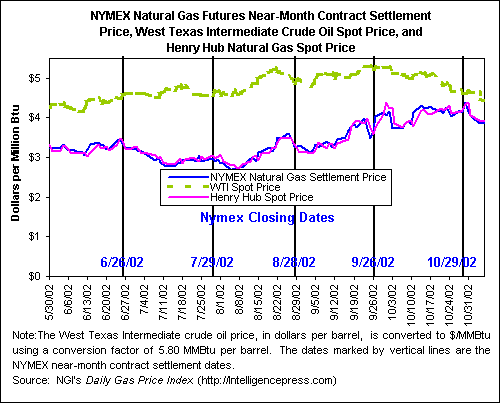 NYMEX Natural Gas Futures Near-Month Contract Settlement
Price, West Texas Intermediate Crude Oil Spot Price, and
Henry Hub Natural Gas Spot Price
Dollars per Million Btu
$5
$4
$3
$2
$1
$0
NYMEX Natural Gas Settlement Price
WTI Spot Price
Henry Hub Spot Price
Nymex Closing Dates
6/26/02
7/29/02
8/28/02
9/26/02
10/29/02
5/30/02
6/6/02
6/13/02
6/20/02
6/27/02
7/4/02
7/11/02
7/18/02
7/25/02
8/1/02
8/8/02
8/15/02
8/22/02
8/29/02
9/5/02
9/12/02
9/19/02
9/26/02
10/3/02
10/10/02
10/17/02
10/24/02
10/31/02
Note:The West Texas Intermediate crude oil price, in dollars per barrel, is converted to $/MMBtu
using a conversion factor of 5.80 MMBtu per barrel. The dates marked by vertical lines are the
NYMEX near-month contract settlement dates.
Source: NGI's Daily Gas Price Index (http://Intelligencepress.com)